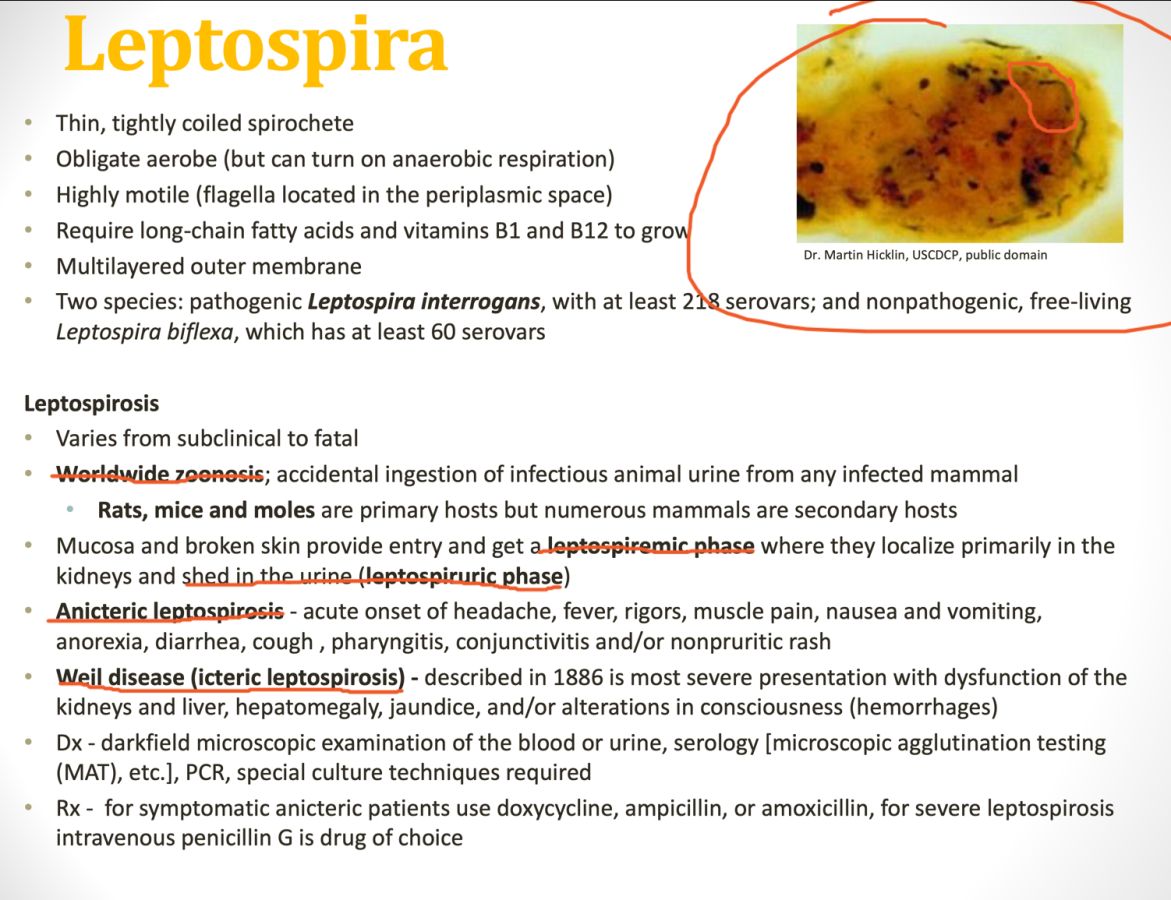 Leptospira
• Thin, tightly coiled spirochete
• Obligate aerobe (but can turn on anaerobic respiration)
• Highly motile (flagella located in the periplasmic space)
• Require long-chain fatty acids and vitamins B1 and B12 to grow
Dr. Martin Hicklin, USCDCP, public domain
• Multilayered outer membrane
• Two species: pathogenic Leptospira interrogans, with at least 218 serovars; and nonpathogenic, free-living
Leptospira biflexa, which has at least 60 serovars
Leptospirosis
• Varies from subclinical to fatal
• Worldwide zoonosis; accidental ingestion of infectious animal urine from any infected mammal
• Rats, mice and moles are primary hosts but numerous mammals are secondary hosts
• Mucosa and broken skin provide entry and get a leptospiremic phase where they localize primarily in the
kidneys and shed in the urine (leptospiruric phase)
• Anicteric leptospirosis - acute onset of headache, fever, rigors, muscle pain, nausea and vomiting,
anorexia, diarrhea, cough , pharyngitis, conjunctivitis and/or nonpruritic rash
• Weil disease (icteric leptospirosis) - described in 1886 is most severe presentation with dysfunction of the
kidneys and liver, hepatomegaly, jaundice, and/or alterations in consciousness (hemorrhages)
• Dx - darkfield microscopic examination of the blood or urine, serology [microscopic agglutination testing
(MAT), etc.], PCR, special culture techniques required
• Rx - for symptomatic anicteric patients use doxycycline, ampicillin, or amoxicillin, for severe leptospirosis
intravenous penicillin G is drug of choice